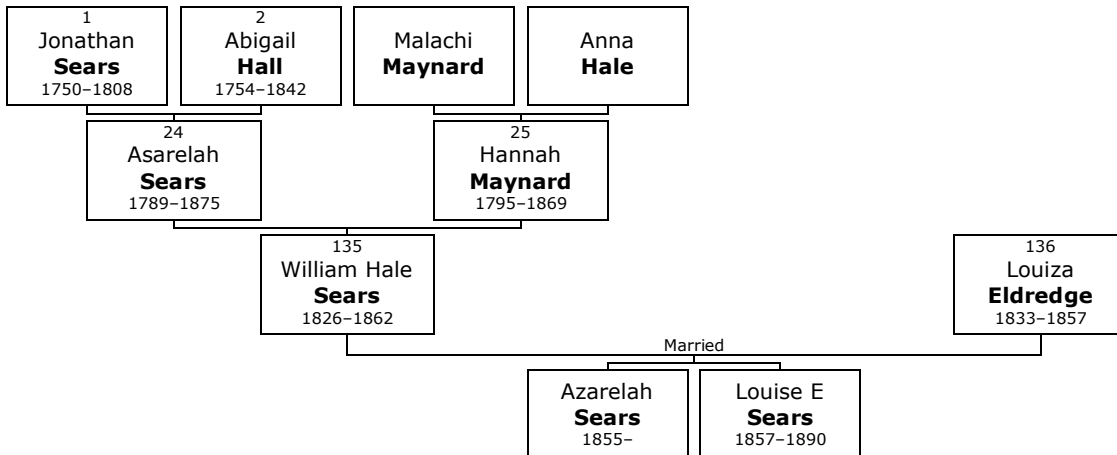 1
Jonathan
Sears
1750–1808
2
Abigail
Hall
1754–1842
Malachi
Maynard
Anna
Hale
24
Asarelah
Sears
1789–1875
25
Hannah
Maynard
1795–1869
135
William Hale
Sears
1826–1862
136
Louiza
Eldredge
1833–1857
Married
Azarelah
Sears
1855–
Louise E
Sears
1857–1890